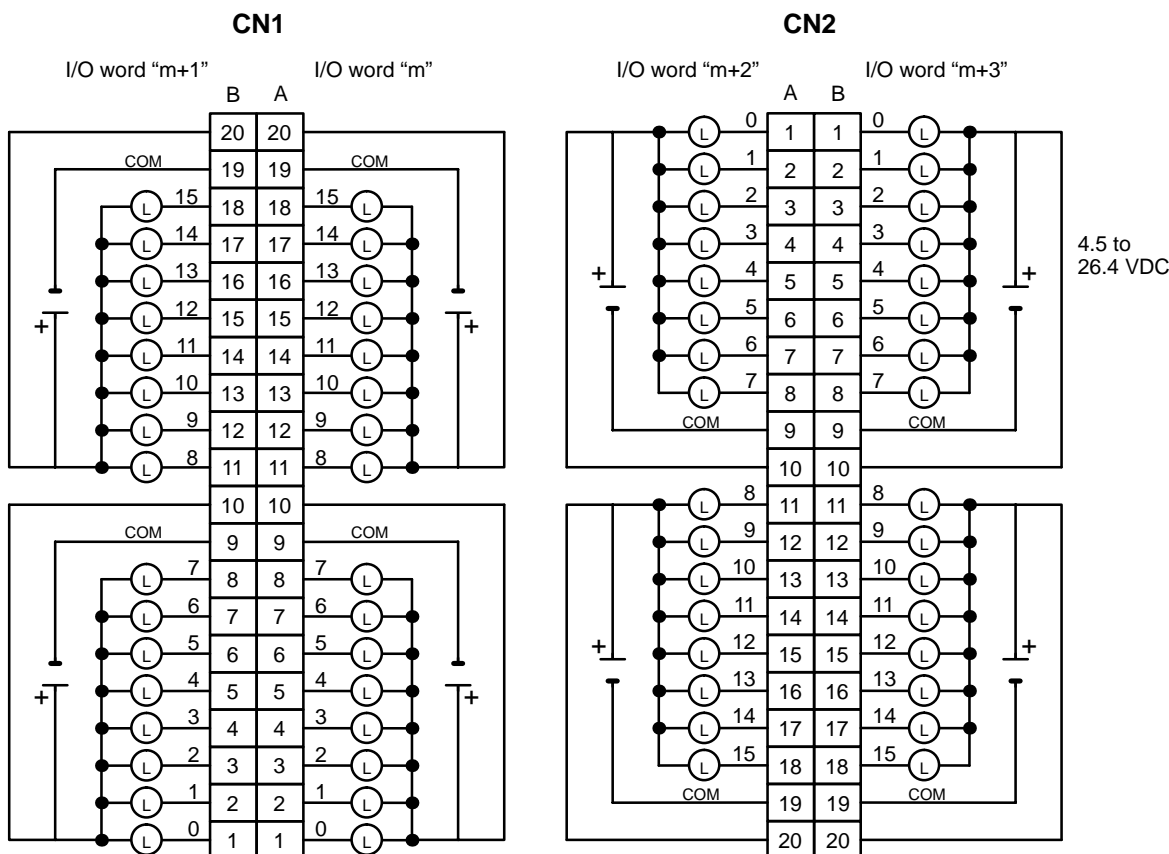 CN1
I/O word “m+1” I/O word “m”
B A
20 20
COM 19 19 COM
L 15 18 18 15 L
L 14 17 17 14 L
L 13 16 16 13 L
+ L 12 15 15 12 L +
L 11 14 14 11 L
L 10 13 13 10 L
L 9 12 12 9 L
L 8 11 11 8 L
10 10
COM 9 9 COM
L 7 8 8 7 L
L 6 7 7 6 L
L 5 6 6 5 L
+ L 4 5 5 4 L +
L 3 4 4 3 L
L 2 3 3 2 L
L 1 2 2 1 L
L 0 1 1 0 L
CN2
I/O word “m+2” I/O word “m+3”
A B
L 0 1 1 0 L
L 1 2 2 1 L
L 2 3 3 2 L
L 3 4 4 3 L
+ L 4 5 5 4 L +
L 5 6 6 5 L
L 6 7 7 6 L
L 7 8 8 7 L
COM 9 9 COM
10 10
L 8 11 11 8 L
L 9 12 12 9 L
L 10 13 13 10 L
L 11 14 14 11 L
+ L 12 15 15 12 L +
L 13 16 16 13 L
L 14 17 17 14 L
L 15 18 18 15 L
COM 19 19 COM
20 20
4.5 to
26.4 VDC